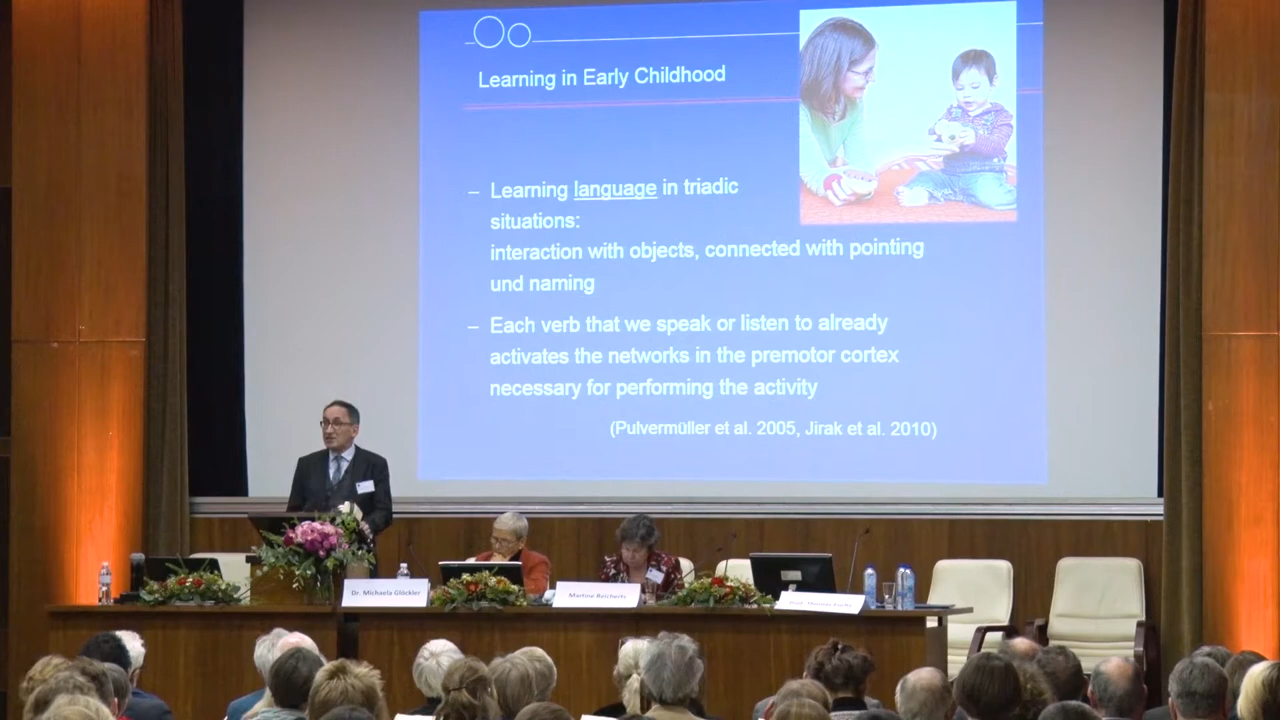 Learning in Early Childhood
– Learning language in triadic
situations:
interaction with objects, connected with pointing
und naming
– Each verb that we speak or listen to already
activates the networks in the premotor cortex
necessary for performing the activity
(Pulvermüller et al. 2005, Jirak et al. 2010)
Dr. Michaela Glöckler
Martine Belcherts